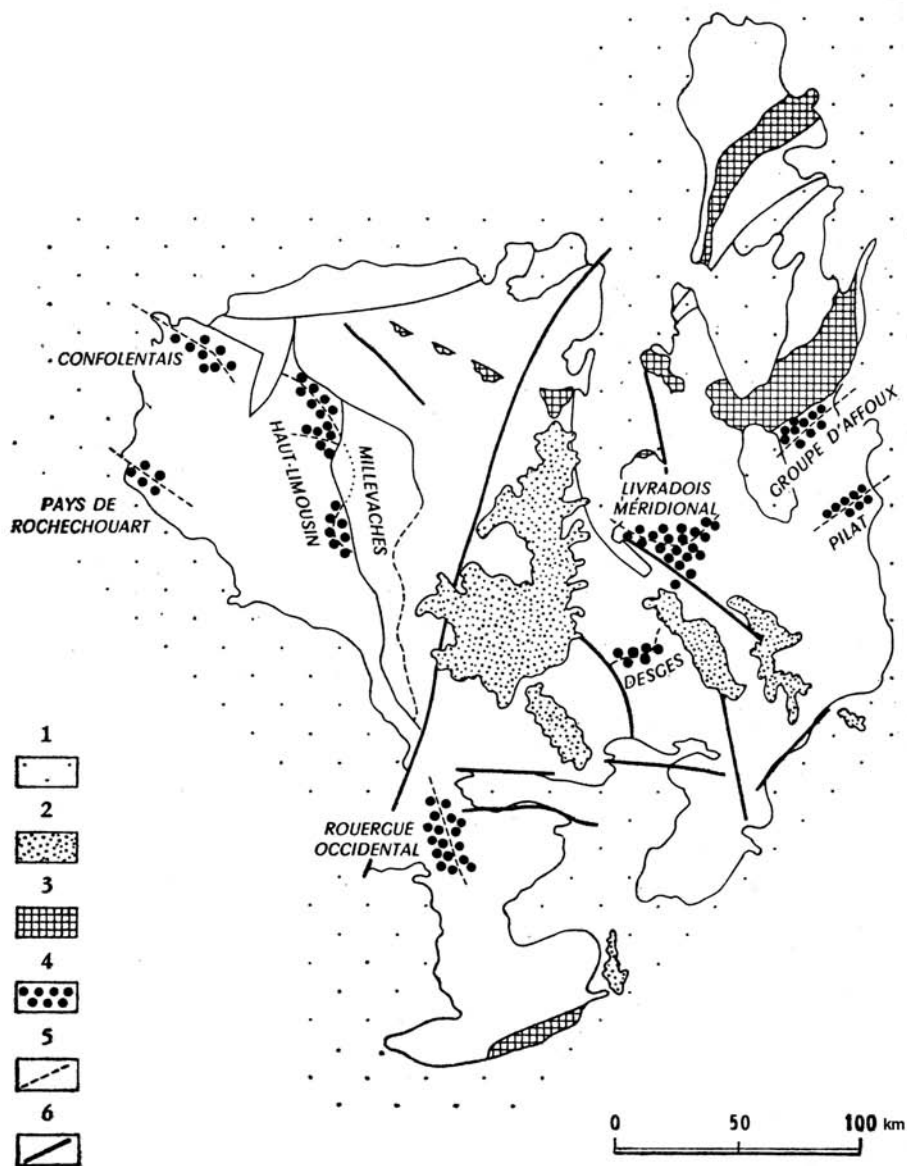 CONFOLENTAIS
PAYS DE
ROCHECHOUART
HAUT-LIMOUSIN
MILLEVACHES
LIVRADOIS
MÉRIDIONAL
GROUPE D'AFFOUX
PILAT
DESGES
ROUERGUE
OCCIDENTAL
1
2
3
4
5
6
0 50 100 km